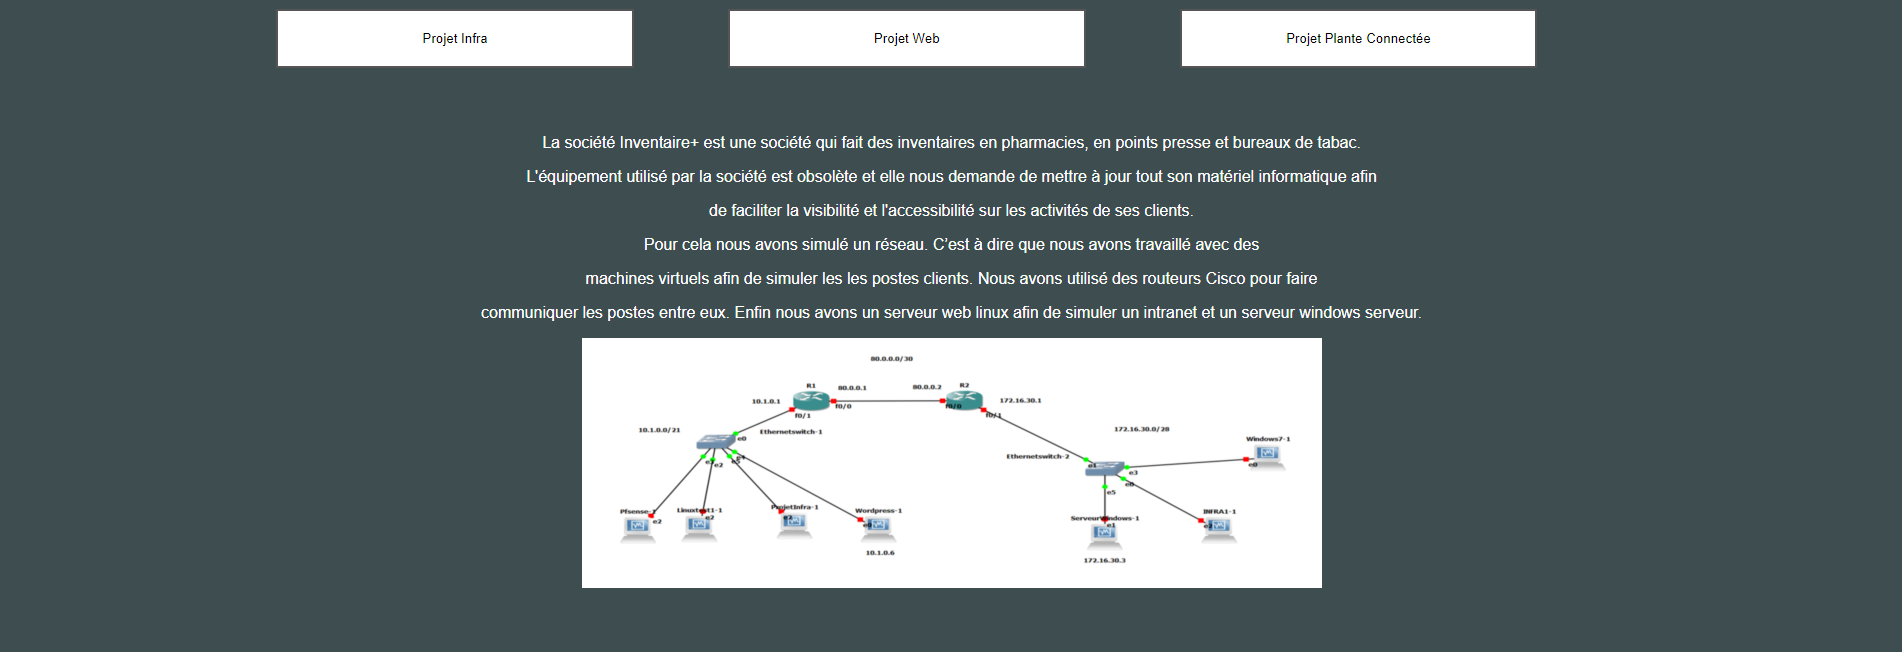 Projet Infra
Projet Web
Projet Plante Connectée
La société Inventaire+ est une société qui fait des inventaires en pharmacies, en points presse et bureaux de tabac.
L'équipement utilisé par la société est obsolète et elle nous demande de mettre à jour tout son matériel informatique afin
de faciliter la visibilité et l'accessibilité sur les activités de ses clients.
Pour cela nous avons simulé un réseau. C’est à dire que nous avons travaillé avec des
machines virtuels afin de simuler les les postes clients. Nous avons utilisé des routeurs Cisco pour faire
communiquer les postes entre eux. Enfin nous avons un serveur web linux afin de simuler un intranet et un serveur windows serveur.
80.0.0.0/30
R1
80.0.0.1
80.0.0.2
R2
10.1.0.1
f0/0
f0/0
172.16.30.1
f0/1
f0/1
10.1.0.0/21
Ethernetswitch-1
e0
172.16.30.0/28
Windows7-1
Ethernetswitch-2
e4
e3
e2
e5
e1
e3
e0
e0
e5
Pfsense-1
Linuxtest1-1
ProjetInfra-1
Wordpress-1
ServeurWindows-1
INFRA1-1
e2
e2
e2
e0
e1
e2
10.1.0.6
172.16.30.3